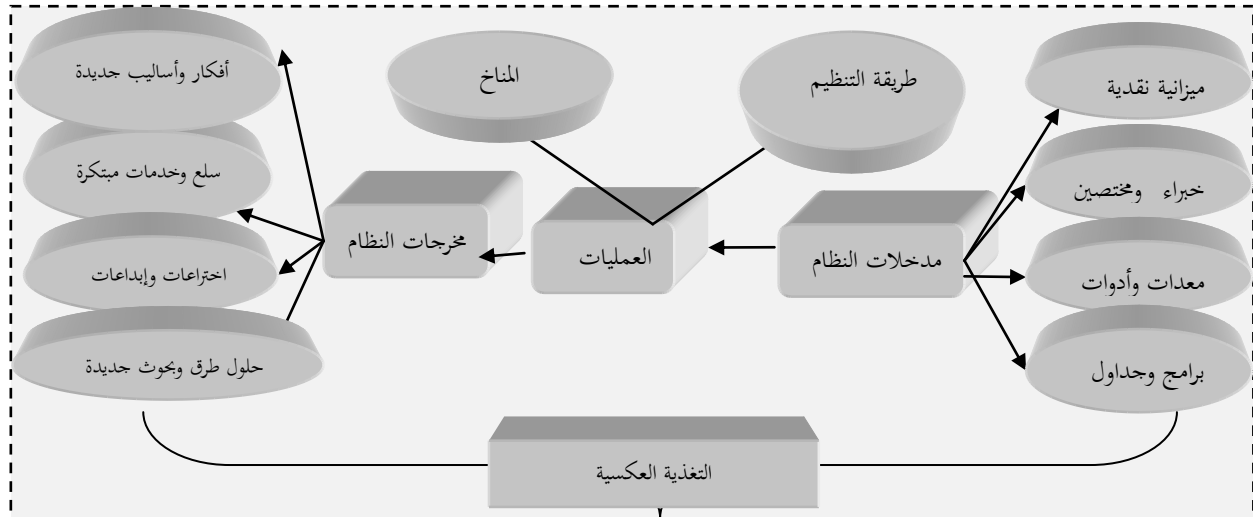 ميزانية نقدية
طريقة التنظيم
المناخ
أفكار وأساليب جديدة
خبراء ومختصين
سلع وخدمات مبتكرة
مدخلات النظام
العمليات
مخرجات النظام
معدات وأدوات
اختراعات وإبداعات
برامج وجداول
حلول طرق وبحوث جديدة
التغذية العكسية